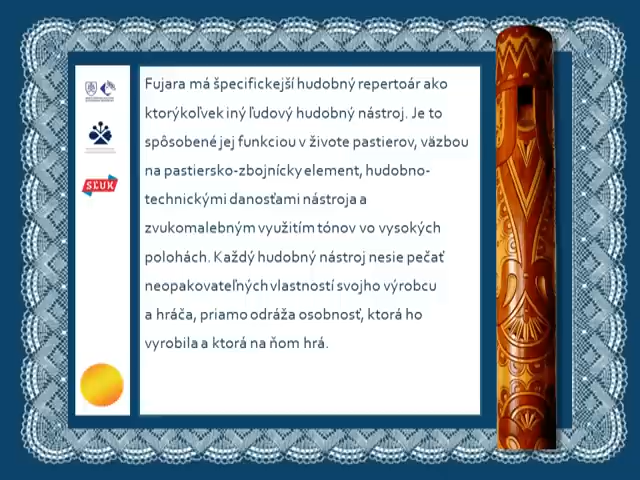 Fujara má špecifickejší hudobný repertoár ako
ktorýkoľvek iný ľudový hudobný nástroj. Je to
spôsobené jej funkciou v živote pastierov, väzbou
na pastiersko-zbojnícky element, hudobno-
technickými danosťami nástroja a
zvukomalebným využitím tónov vo vysokých
polohách. Každý hudobný nástroj nesie pečať
neopakovateľných vlastností svojho výrobcu
a hráča, priamo odráža osobnosť, ktorá ho
vyrobila a ktorá na ňom hrá.
SĽUK